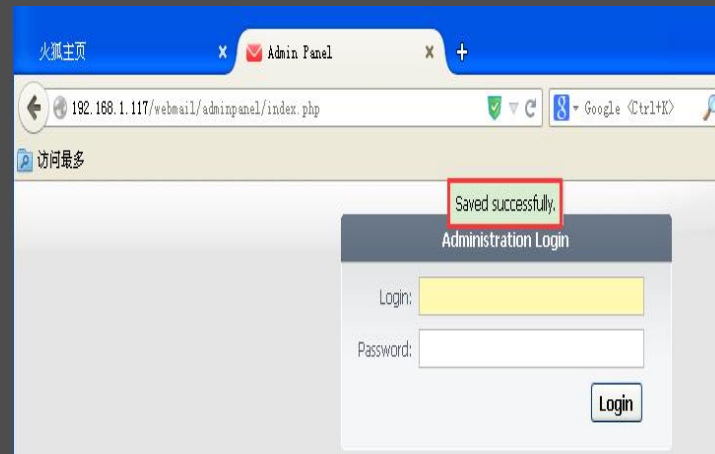 火狐主页 × Admin Panel × +
192.168.1.117/webmail/adminpanel/index.php 8 Google <Ctrl+K>
访问最多
Saved successfully.
Administration Login
Login:
Password:
Login